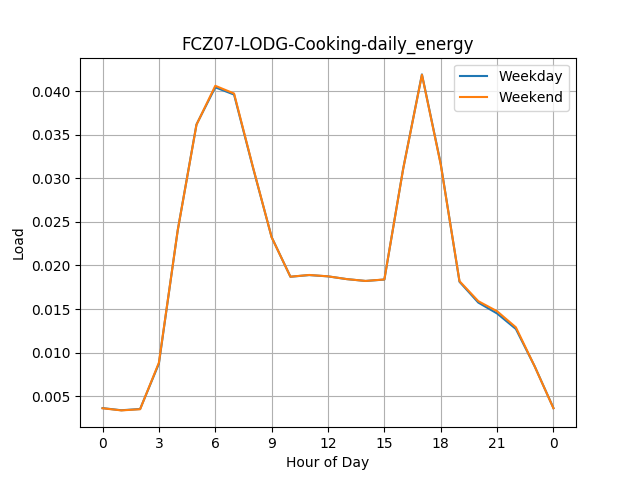 FCZ07-LODG-Cooking-daily_energy
Weekday
Weekend
0.040
0.035
0.030
0.025
0.020
0.015
0.010
0.005
Load
0 3 6 9 12 15 18 21 0
Hour of Day